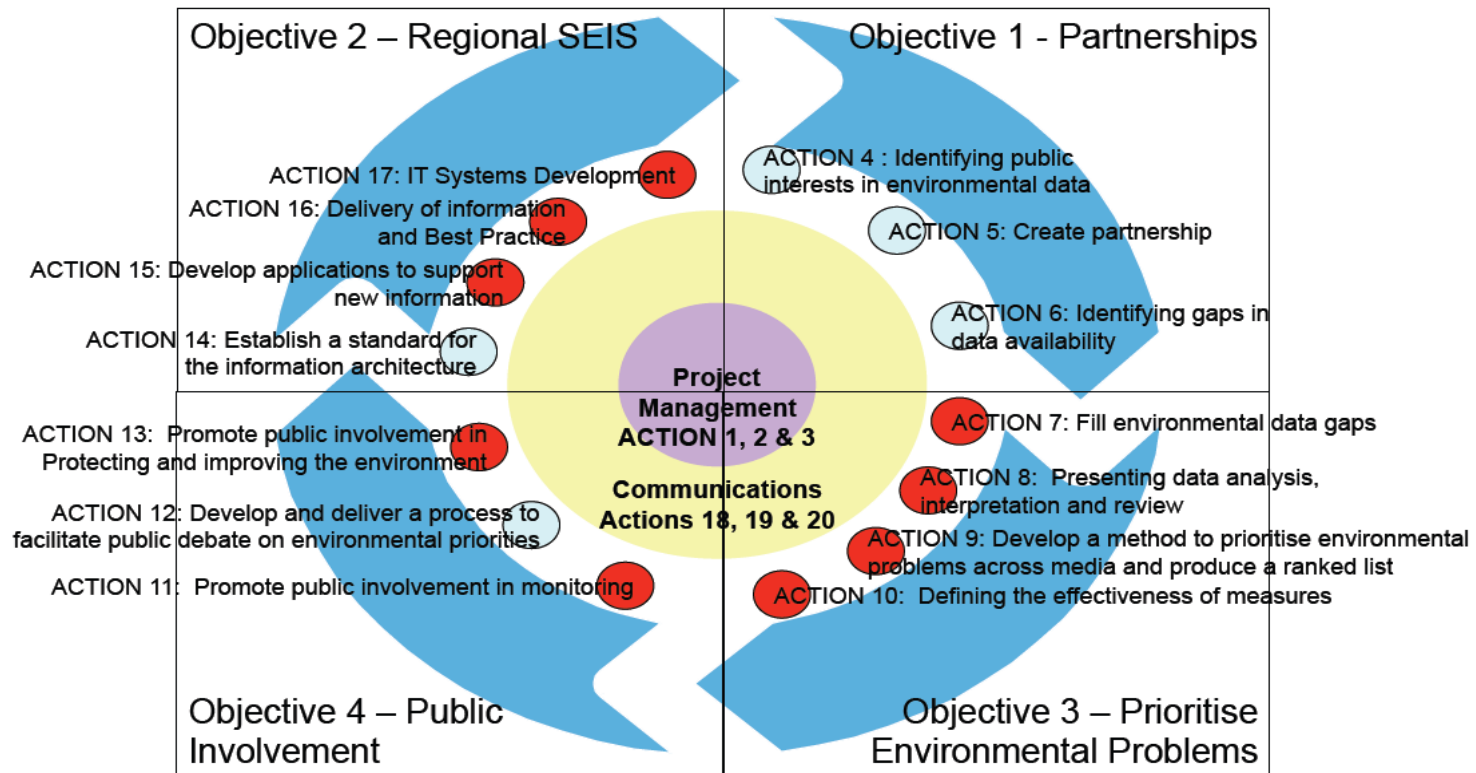 Objective 2 – Regional SEIS
Objective 1 - Partnerships
ACTION 17: IT Systems Development
ACTION 16: Delivery of information
and Best Practice
ACTION 15: Develop applications to support
new information
ACTION 14: Establish a standard for
the information architecture
ACTION 4 : Identifying public
interests in environmental data
ACTION 5: Create partnership
ACTION 6: Identifying gaps in
data availability
Project
Management
ACTION 1, 2 & 3
Communications
Actions 18, 19 & 20
ACTION 13: Promote public involvement in
Protecting and improving the environment
ACTION 12: Develop and deliver a process to
facilitate public debate on environmental priorities
ACTION 11: Promote public involvement in monitoring
ACTION 7: Fill environmental data gaps
ACTION 8: Presenting data analysis,
interpretation and review
ACTION 9: Develop a method to prioritise environmental
problems across media and produce a ranked list
ACTION 10: Defining the effectiveness of measures
Objective 4 – Public
Involvement
Objective 3 – Prioritise
Environmental Problems